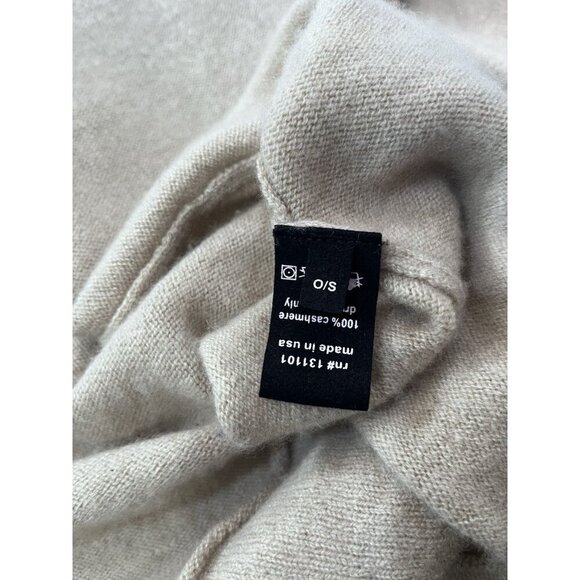 rn# 131101
made in usa
100% cashmere
S/O